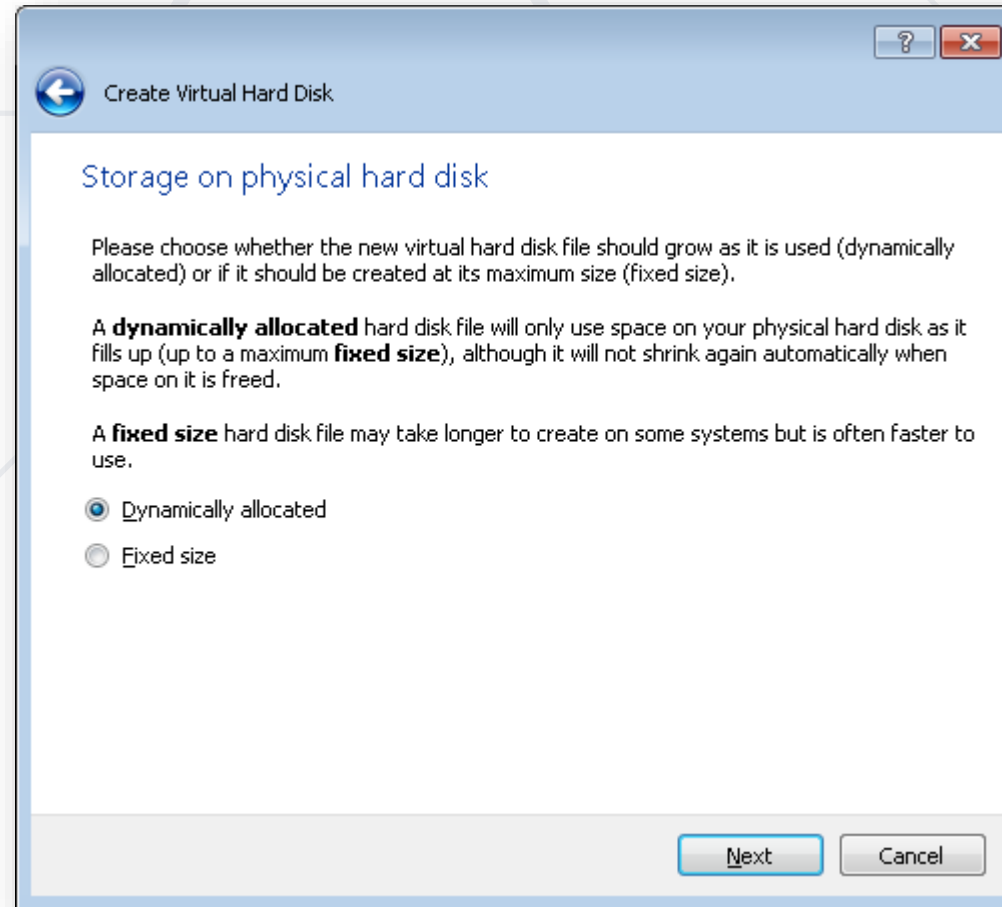 ?
Create Virtual Hard Disk
Storage on physical hard disk
Please choose whether the new virtual hard disk file should grow as it is used (dynamically
allocated) or if it should be created at its maximum size (fixed size).
A dynamically allocated hard disk file will only use space on your physical hard disk as it
fills up (up to a maximum fixed size), although it will not shrink again automatically when
space on it is freed.
A fixed size hard disk file may take longer to create on some systems but is often faster to
use.
Dynamically allocated
Fixed size
Next
Cancel